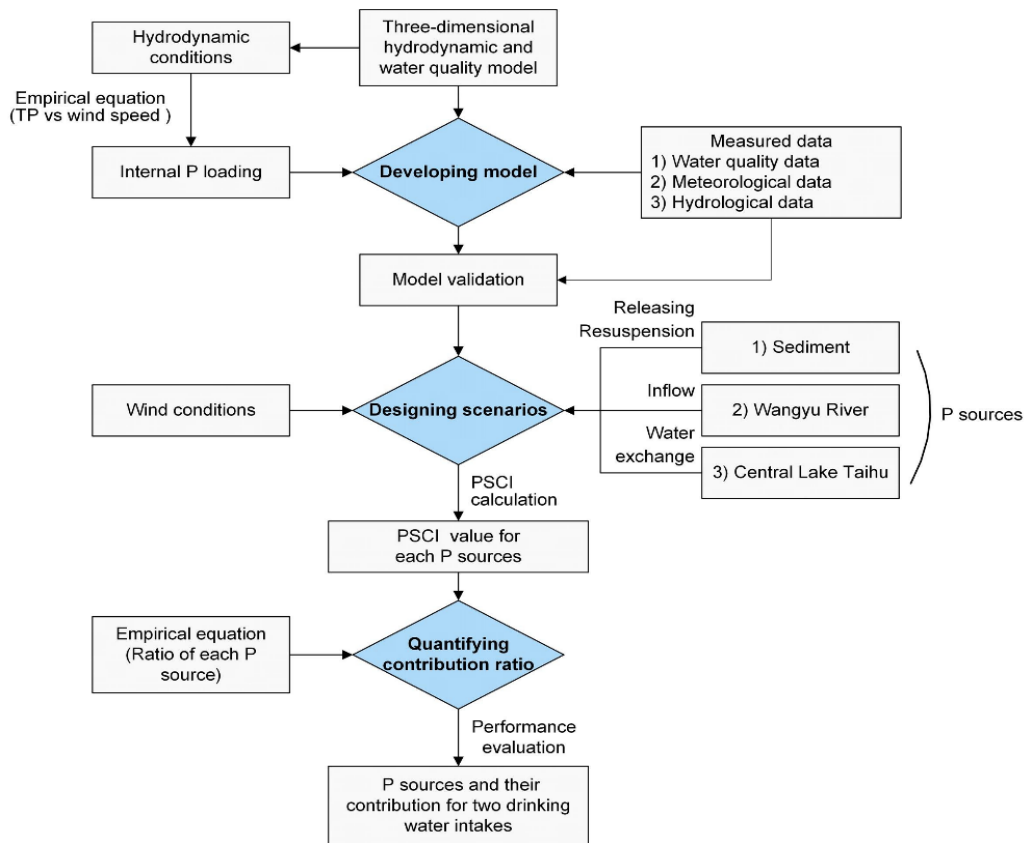 Hydrodynamic
conditions
Three-dimensional
hydrodynamic and
water quality model
Empirical equation
(TP vs wind speed )
Internal P loading
Developing model
Measured data
1) Water quality data
2) Meteorological data
3) Hydrological data
Model validation
Releasing
Resuspension
1) Sediment
Wind conditions
Designing scenarios
Inflow
2) Wangyu River
P sources
Water
exchange
3) Central Lake Taihu
PSCI
calculation
PSCI value for
each P sources
Empirical equation
(Ratio of each P
source)
Quantifying
contribution ratio
Performance
evaluation
P sources and their
contribution for two drinking
water intakes